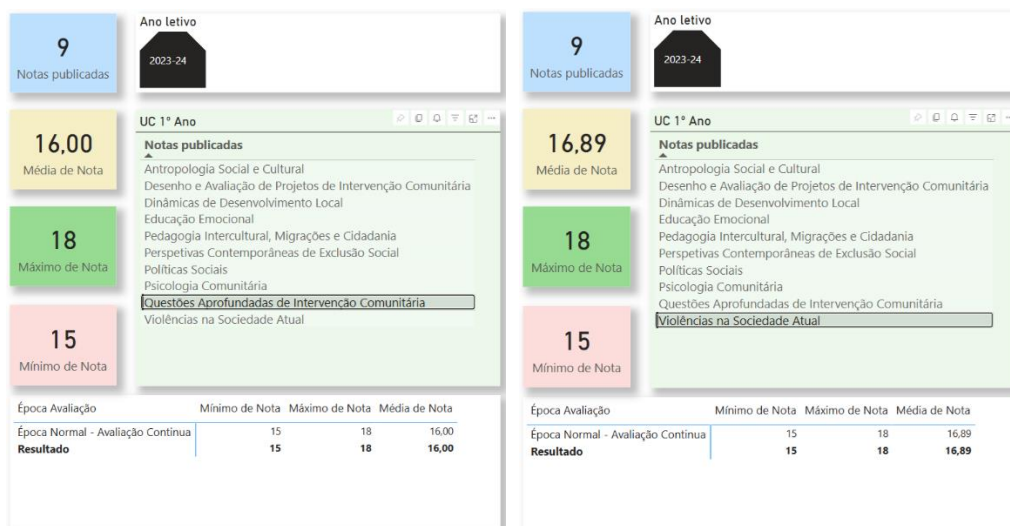 9
Notas publicadas
Ano letivo
2023-24
16,00
Média de Nota
18
Máximo de Nota
15
Mínimo de Nota
UC 1º Ano
Notas publicadas
Antropologia Social e Cultural
Desenho e Avaliação de Projetos de Intervenção Comunitária
Dinâmicas de Desenvolvimento Local
Educação Emocional
Pedagogia Intercultural, Migrações e Cidadania
Perspetivas Contemporâneas de Exclusão Social
Políticas Sociais
Psicologia Comunitária
Questões Aprofundadas de Intervenção Comunitária
Violências na Sociedade Atual
Época Avaliação Mínimo de Nota Máximo de Nota Média de Nota
Época Normal - Avaliação Continua 15 18 16,00
Resultado 15 18 16,00
9
Notas publicadas
Ano letivo
2023-24
16,89
Média de Nota
18
Máximo de Nota
15
Mínimo de Nota
UC 1º Ano
Notas publicadas
Antropologia Social e Cultural
Desenho e Avaliação de Projetos de Intervenção Comunitária
Dinâmicas de Desenvolvimento Local
Educação Emocional
Pedagogia Intercultural, Migrações e Cidadania
Perspetivas Contemporâneas de Exclusão Social
Políticas Sociais
Psicologia Comunitária
Questões Aprofundadas de Intervenção Comunitária
Violências na Sociedade Atual
Época Avaliação Mínimo de Nota Máximo de Nota Média de Nota
Época Normal - Avaliação Continua 15 18 16,89
Resultado 15 18 16,89